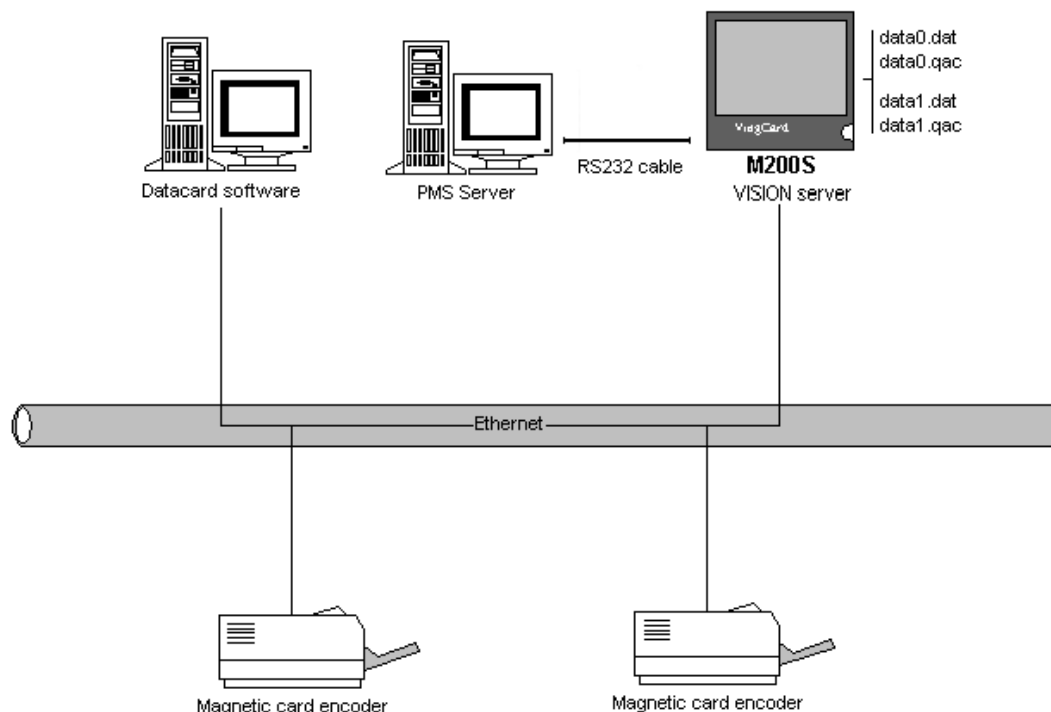 data0.dat
data0.qac
data1.dat
data1.qac
VingCard
M200S
RS232 cable
Datacard software
PMS Server
VISION server
Ethernet
Magnetic card encoder
Magnetic card encoder